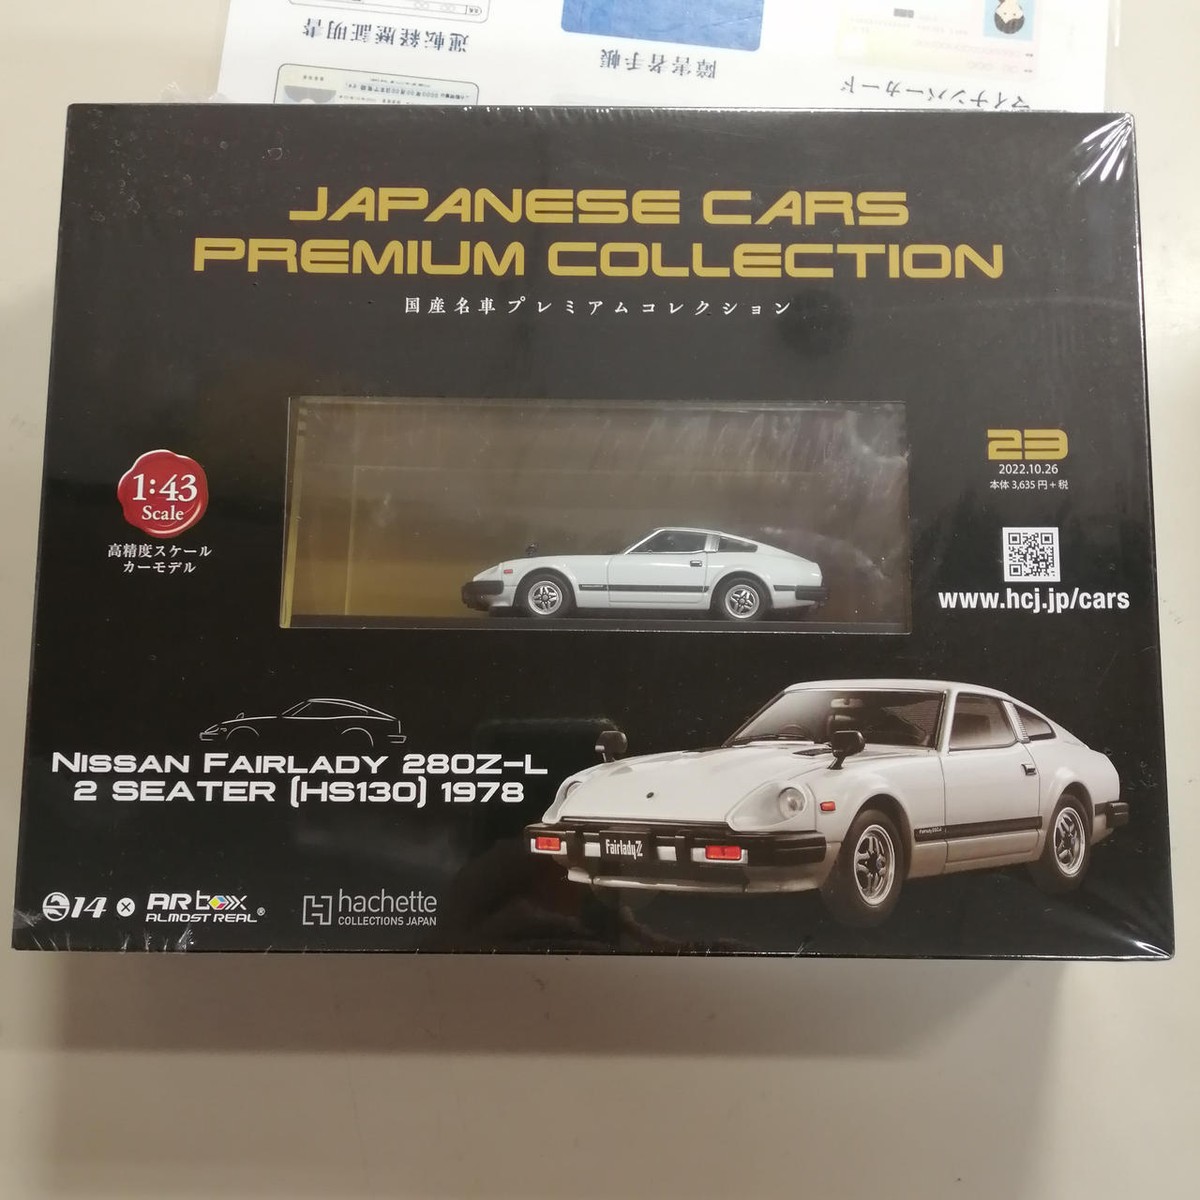 運転経歴証明書
障害者手帳
マイナンバーカード
JAPANESE CARS
PREMIUM COLLECTION
国産名車プレミアムコレクション
1:43
Scale
高精度スケール
カーモデル
23
2022.10.26
本体 3,635 円+税
www.hcj.jp/cars
NISSAN FAIRLADY 280Z-L
2 SEATER (HS130) 1978
FairladyZ
14 × ARbox
ALMOST REAL®
hachette
COLLECTIONS JAPAN